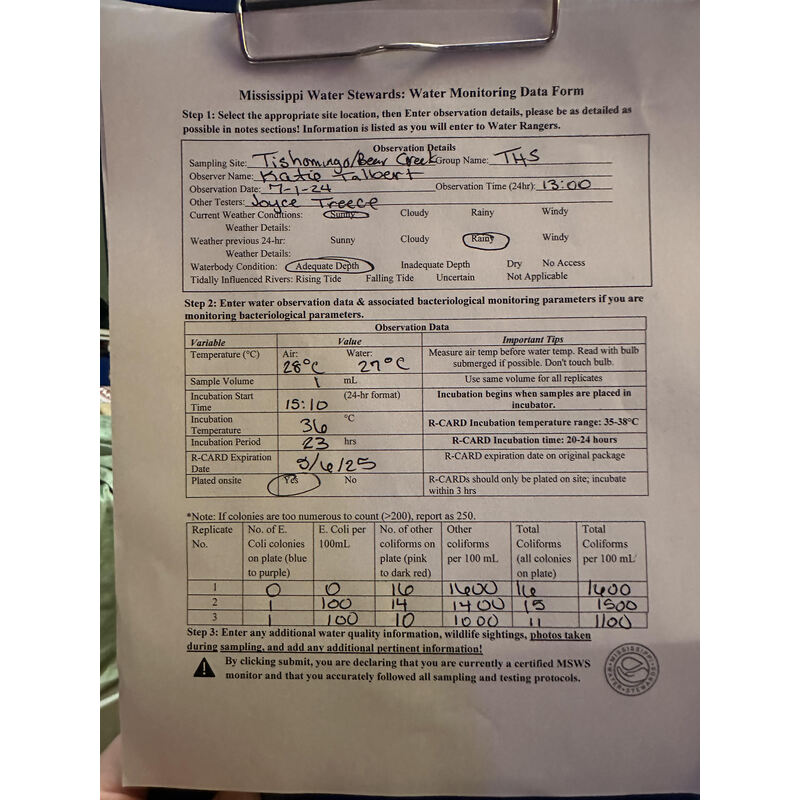 Mississippi Water Stewards: Water Monitoring Data Form
Step 1: Select the appropriate site location, then Enter observation details, please be as detailed as
possible in notes sections! Information is listed as you will enter to Water Rangers.
Observation Details
Sampling Site: Tishomingo/Bear Creek Group Name: THS
Observer Name: Katie Talbert
Observation Date: 7-1-24 Observation Time (24hr): 13:00
Other Testers: Joyce Treece
Current Weather Conditions: Sunny Cloudy Rainy Windy
Weather Details:
Weather previous 24-hr: Sunny Cloudy Rainy Windy
Weather Details:
Waterbody Condition: Adequate Depth Inadequate Depth Dry No Access
Tidally Influenced Rivers: Rising Tide Falling Tide Uncertain Not Applicable
Step 2: Enter water observation data & associated bacteriological monitoring parameters if you are
monitoring bacteriological parameters.
Observation Data
Variable Value Important Tips
Temperature (°C) Air: 28°C Water: 27°C Measure air temp before water temp. Read with bulb
submerged if possible. Don't touch bulb.
Sample Volume 1 mL Use same volume for all replicates
Incubation Start
Time 15:10 (24-hr format) Incubation begins when samples are placed in
incubator.
Incubation
Temperature 36 °C R-CARD Incubation temperature range: 35-38°C
Incubation Period 23 hrs R-CARD Incubation time: 20-24 hours
R-CARD Expiration
Date 5/6/25 R-CARD expiration date on original package
Plated onsite Yes No R-CARDs should only be plated on site; incubate
within 3 hrs
*Note: If colonies are too numerous to count (>200), report as 250.
Replicate No. of E. E. Coli per No. of other Other Total Total
No. Coli colonies 100mL coliforms on coliforms Coliforms Coliforms
on plate (blue plate (pink per 100 mL (all colonies per 100 mL
to purple) to dark red) on plate)
1 0 0 16 1600 16 1600
2 1 100 14 1400 15 1500
3 1 100 10 1000 11 1100
Step 3: Enter any additional water quality information, wildlife sightings, photos taken
during sampling, and add any additional pertinent information!
By clicking submit, you are declaring that you are currently a certified MSWS
monitor and that you accurately followed all sampling and testing protocols.
MISSISSIPPI
WATER STEWARDS